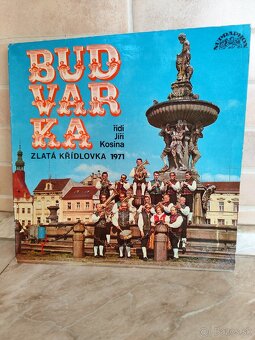 BUD
VAR
KA
řídí
Jiří
Kosina
ZLATÁ KŘÍDLOVKA 1971
SUPRAPHON